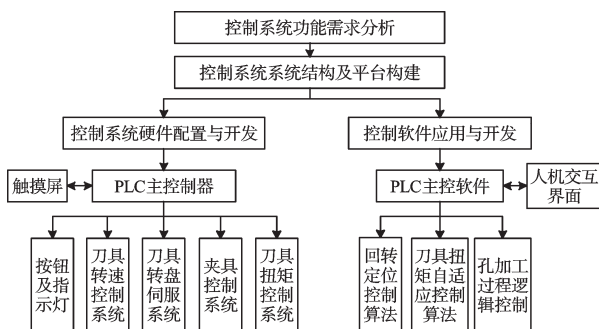 控制系统功能需求分析
控制系统系统结构及平台构建
控制系统硬件配置与开发
控制软件应用与开发
触摸屏
PLC主控制器
PLC主控软件
人机交互
界面
按钮
及指
示灯
刀具
转速
控制
系统
刀具
转盘
伺服
系统
夹具
控制
系统
刀具
扭矩
控制
系统
回转
定位
控制
算法
刀具扭
矩自适
应控制
算法
孔加工
过程逻
辑控制